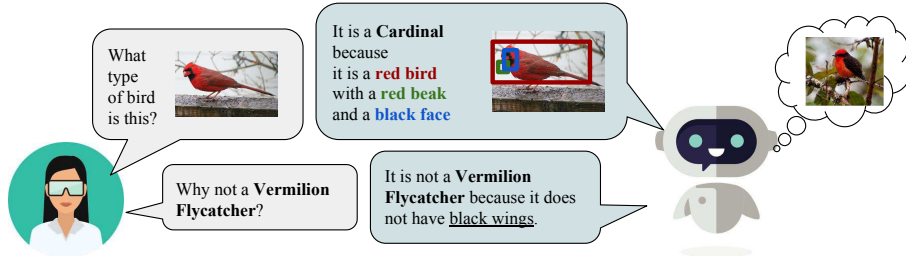 What
type
of bird
is this?
It is a Cardinal
because
it is a red bird
with a red beak
and a black face
Why not a Vermilion
Flycatcher?
It is not a Vermilion
Flycatcher because it does
not have black wings.